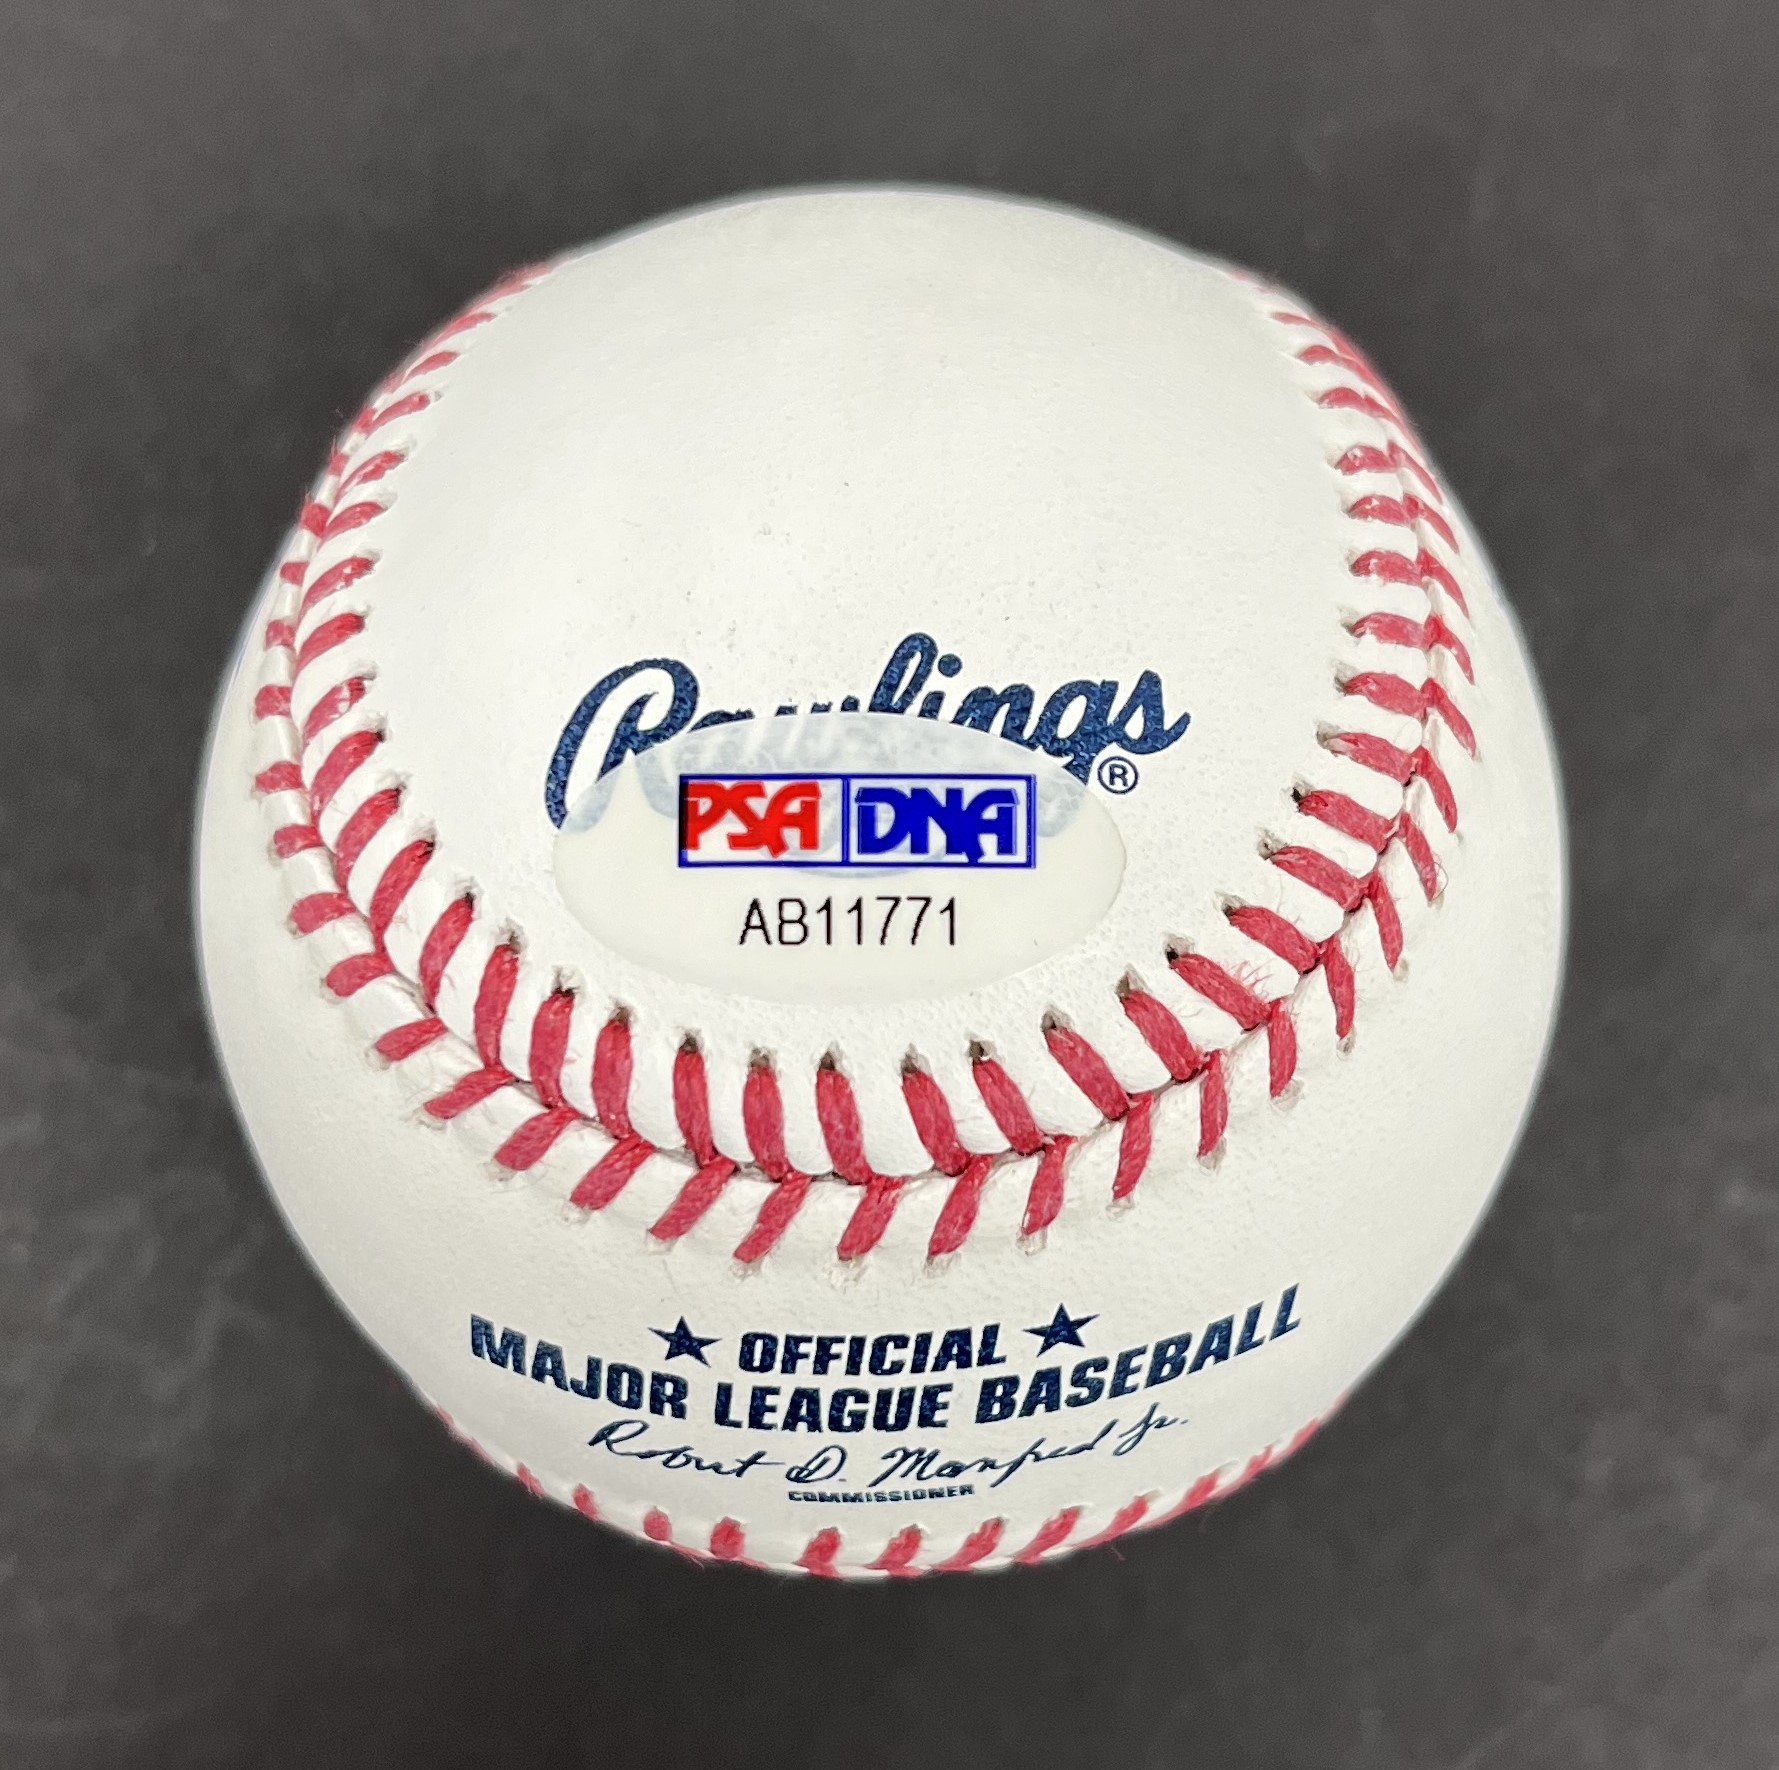 Rawlings
®
PSA DNA
AB11771
OFFICIAL
MAJOR LEAGUE BASEBALL
Robert D. Manfred Jr.
COMMISSIONER